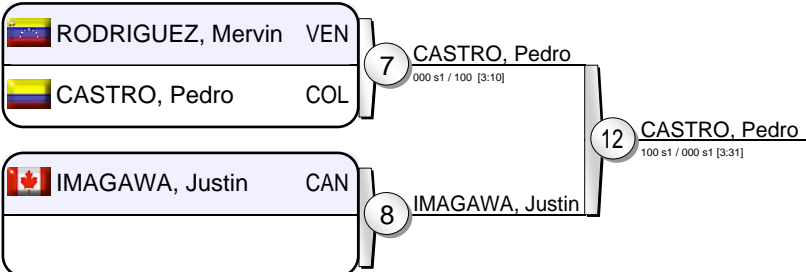 RODRIGUEZ, Mervin VEN
CASTRO, Pedro COL
7
CASTRO, Pedro
000 s1 / 100 [3:10]
12
CASTRO, Pedro
100 s1 / 000 s1 [3:31]
IMAGAWA, Justin CAN
8
IMAGAWA, Justin